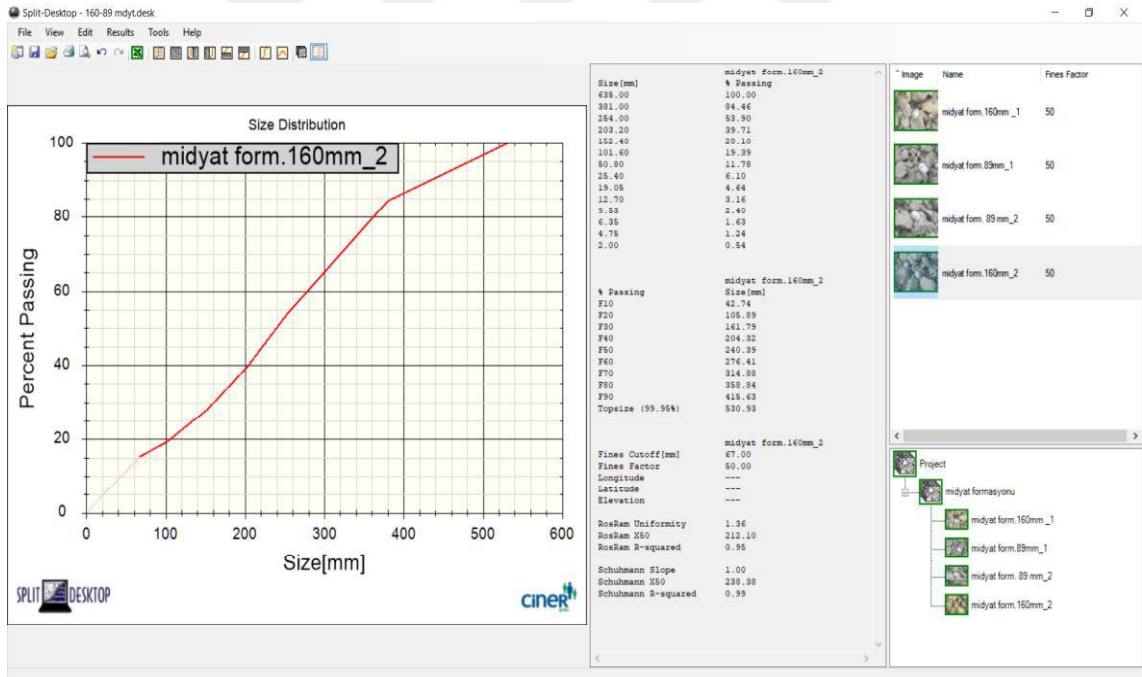 Split-Desktop - 160-89 mdyt.desk
File View Edit Results Tools Help
Size Distribution
midyat form.160mm_2
Percent Passing
100
80
60
40
20
0
0 100 200 300 400 500 600
Size[mm]
SPLIT DESKTOP
ciner
midyat form.160mm_2
Size[mm] % Passing
635.00 100.00
381.00 84.46
254.00 53.90
203.20 39.71
152.40 28.10
101.60 19.39
50.80 11.78
25.40 6.10
19.05 4.64
12.70 3.16
9.53 2.40
6.35 1.63
4.75 1.24
2.00 0.54
midyat form.160mm_2
% Passing Size[mm]
F10 42.74
F20 105.89
F30 161.79
F40 204.32
F50 240.39
F60 276.41
F70 314.88
F80 358.84
F90 415.63
Topsize (99.95%) 530.93
midyat form.160mm_2
Fines Cutoff[mm] 67.00
Fines Factor 50.00
Longitude ---
Latitude ---
Elevation ---
RosRam Uniformity 1.36
RosRam X50 212.10
RosRam R-squared 0.95
Schuhmann Slope 1.00
Schuhmann X50 238.38
Schuhmann R-squared 0.99
Image Name Fines Factor
midyat form.160mm _1 50
midyat form.89mm_1 50
midyat form. 89 mm_2 50
midyat form.160mm_2 50
Project
midyat formasyonu
midyat form.160mm _1
midyat form.89mm_1
midyat form. 89 mm_2
midyat form.160mm_2